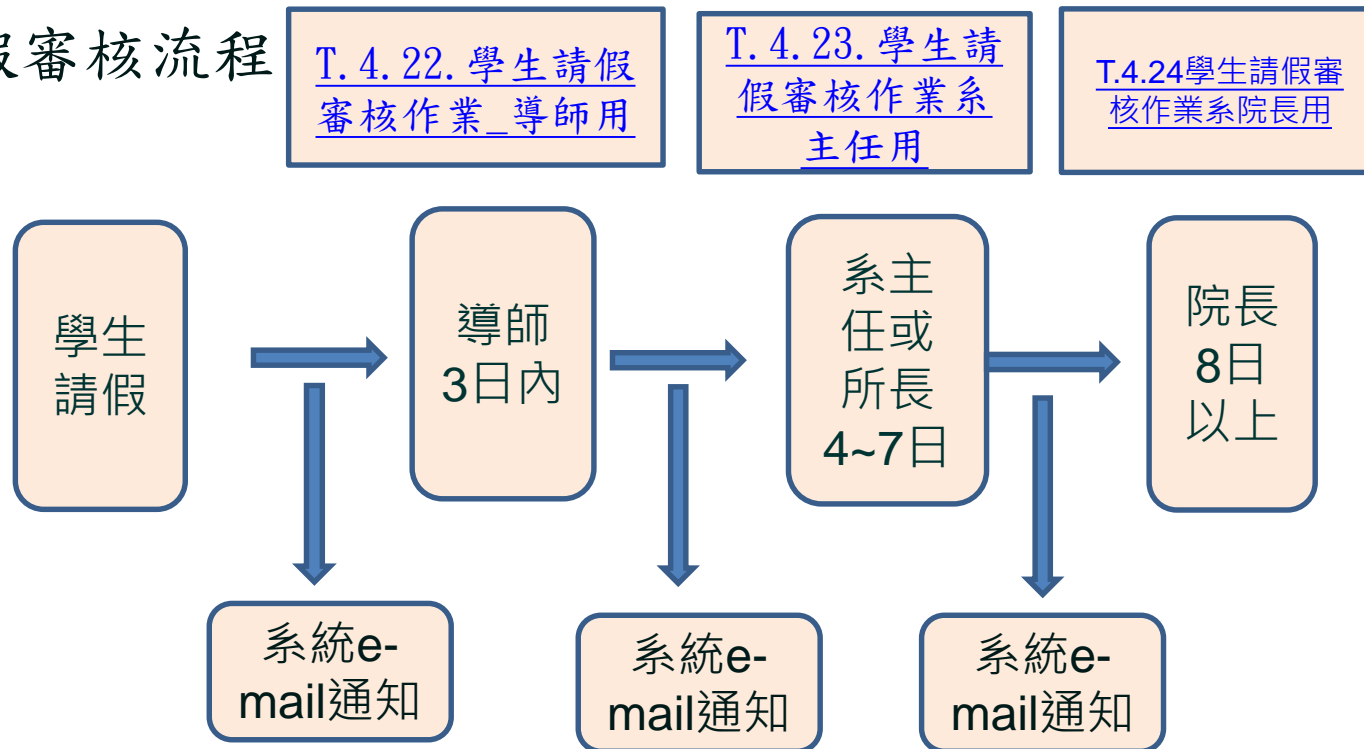 假審核流程
T.4.22.學生請假
審核作業_導師用
T.4.23.學生請
假審核作業系
主任用
T.4.24學生請假審
核作業系院長用
學生
請假
導師
3日內
系主
任或
所長
4~7日
院長
8日
以上
系統e-
mail通知
系統e-
mail通知
系統e-
mail通知